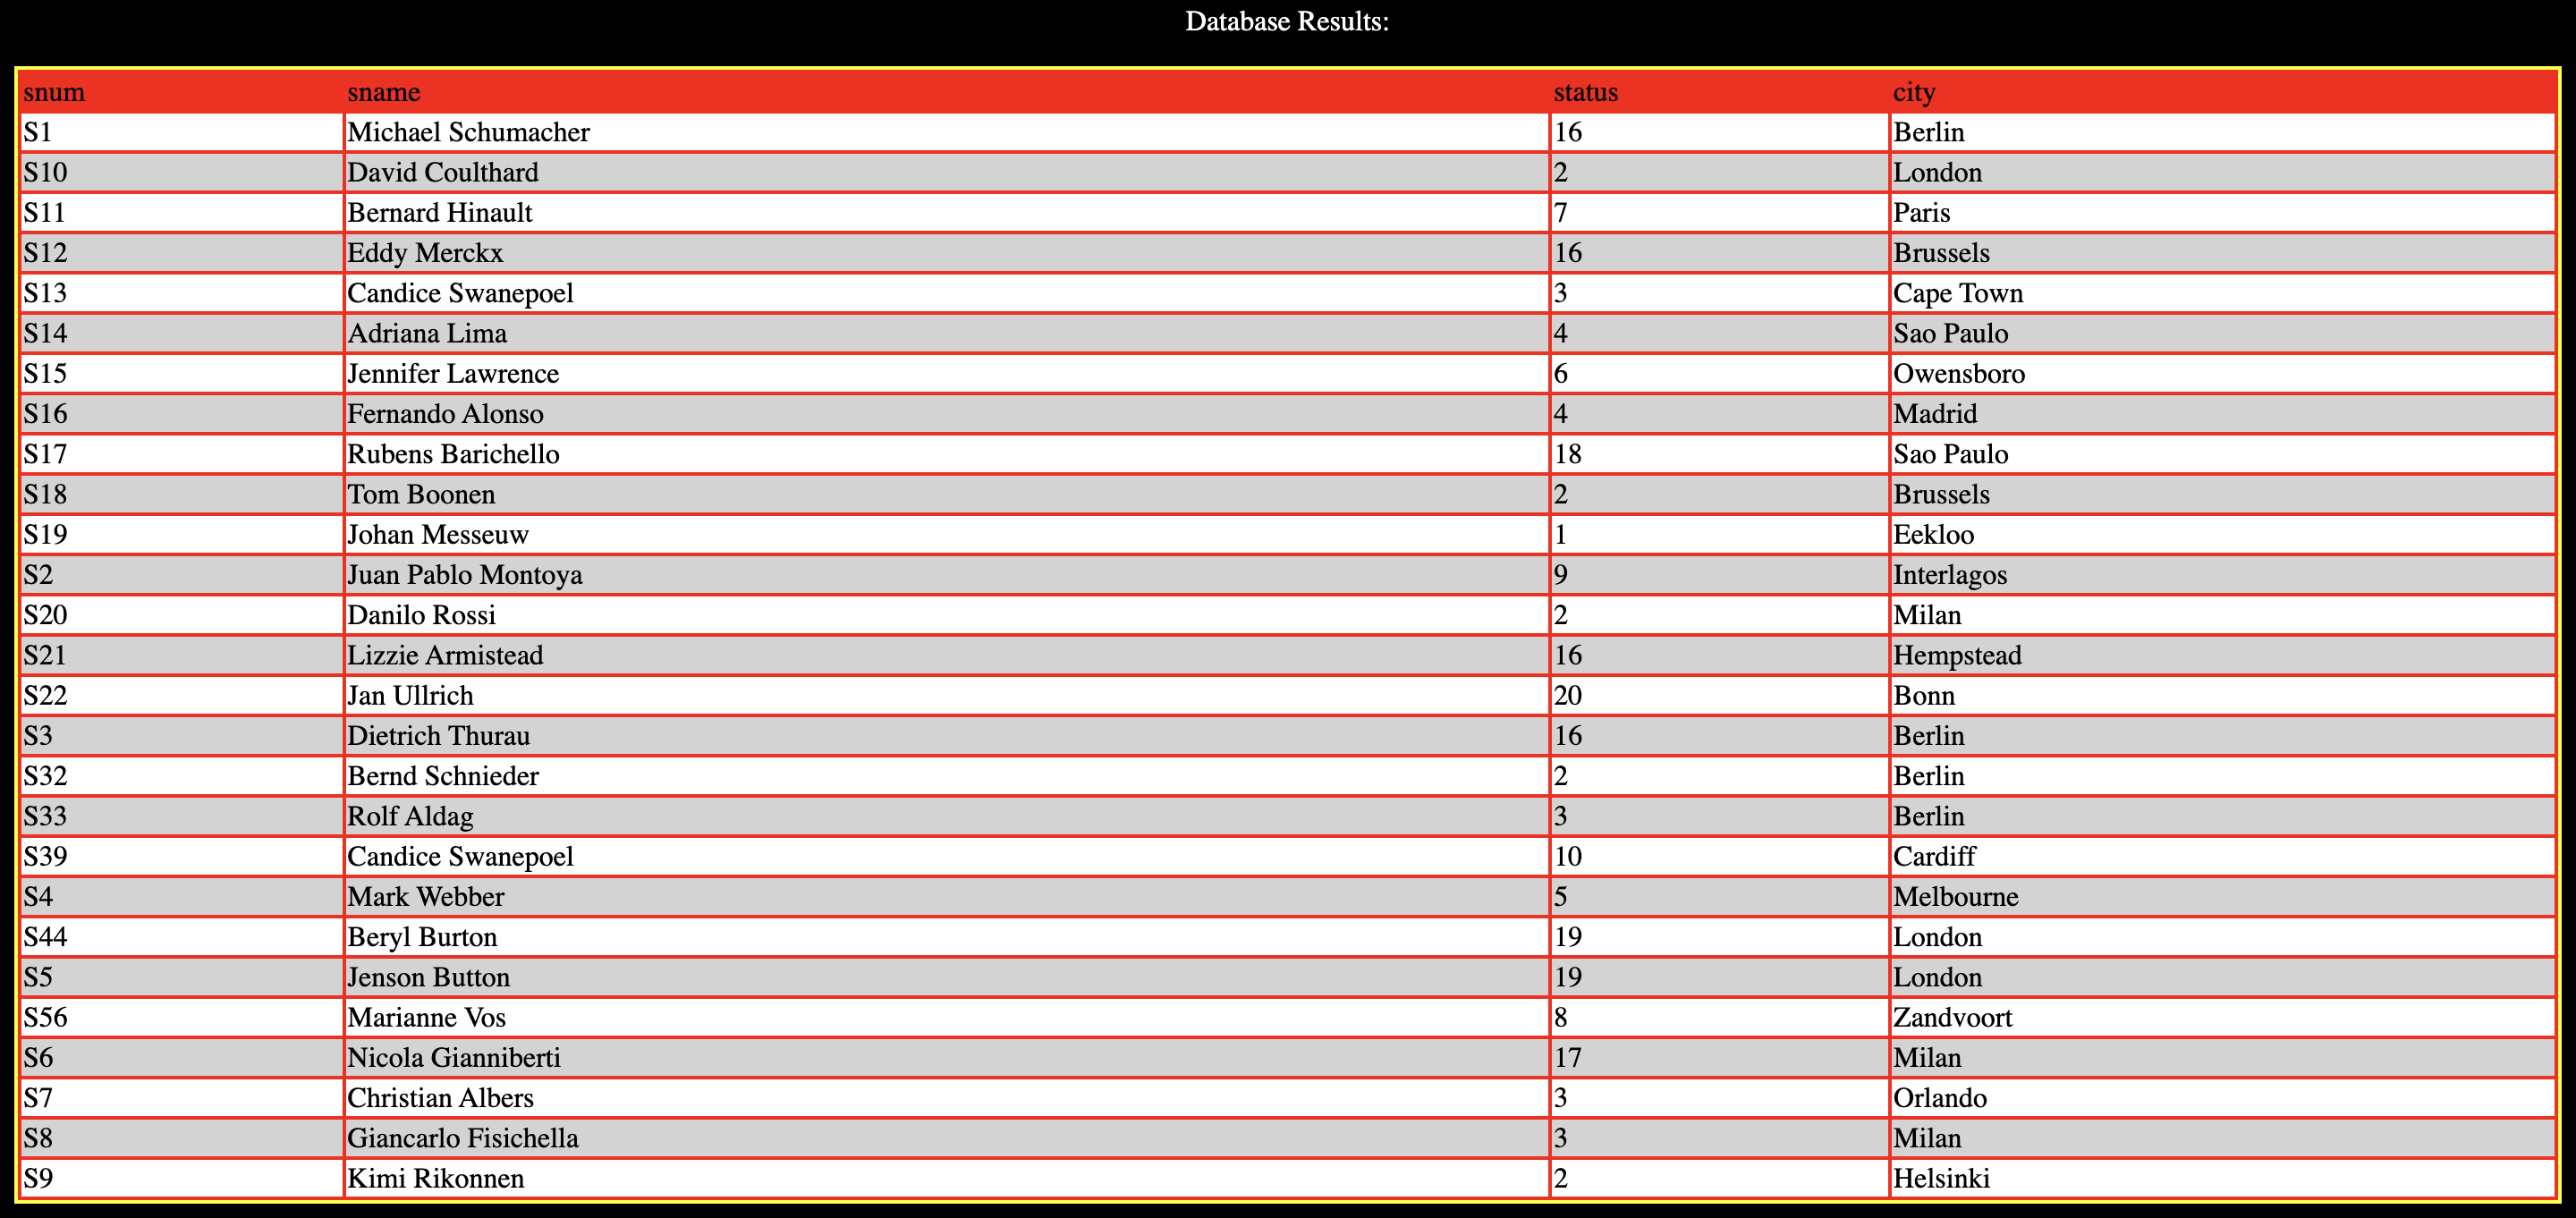 Database Results:
snum sname status city
S1 Michael Schumacher 16 Berlin
S10 David Coulthard 2 London
S11 Bernard Hinault 7 Paris
S12 Eddy Merckx 16 Brussels
S13 Candice Swanepoel 3 Cape Town
S14 Adriana Lima 4 Sao Paulo
S15 Jennifer Lawrence 6 Owensboro
S16 Fernando Alonso 4 Madrid
S17 Rubens Barichello 18 Sao Paulo
S18 Tom Boonen 2 Brussels
S19 Johan Messeuw 1 Eekloo
S2 Juan Pablo Montoya 9 Interlagos
S20 Danilo Rossi 2 Milan
S21 Lizzie Armistead 16 Hempstead
S22 Jan Ullrich 20 Bonn
S3 Dietrich Thurau 16 Berlin
S32 Bernd Schnieder 2 Berlin
S33 Rolf Aldag 3 Berlin
S39 Candice Swanepoel 10 Cardiff
S4 Mark Webber 5 Melbourne
S44 Beryl Burton 19 London
S5 Jenson Button 19 London
S56 Marianne Vos 8 Zandvoort
S6 Nicola Gianniberti 17 Milan
S7 Christian Albers 3 Orlando
S8 Giancarlo Fisichella 3 Milan
S9 Kimi Rikonnen 2 Helsinki